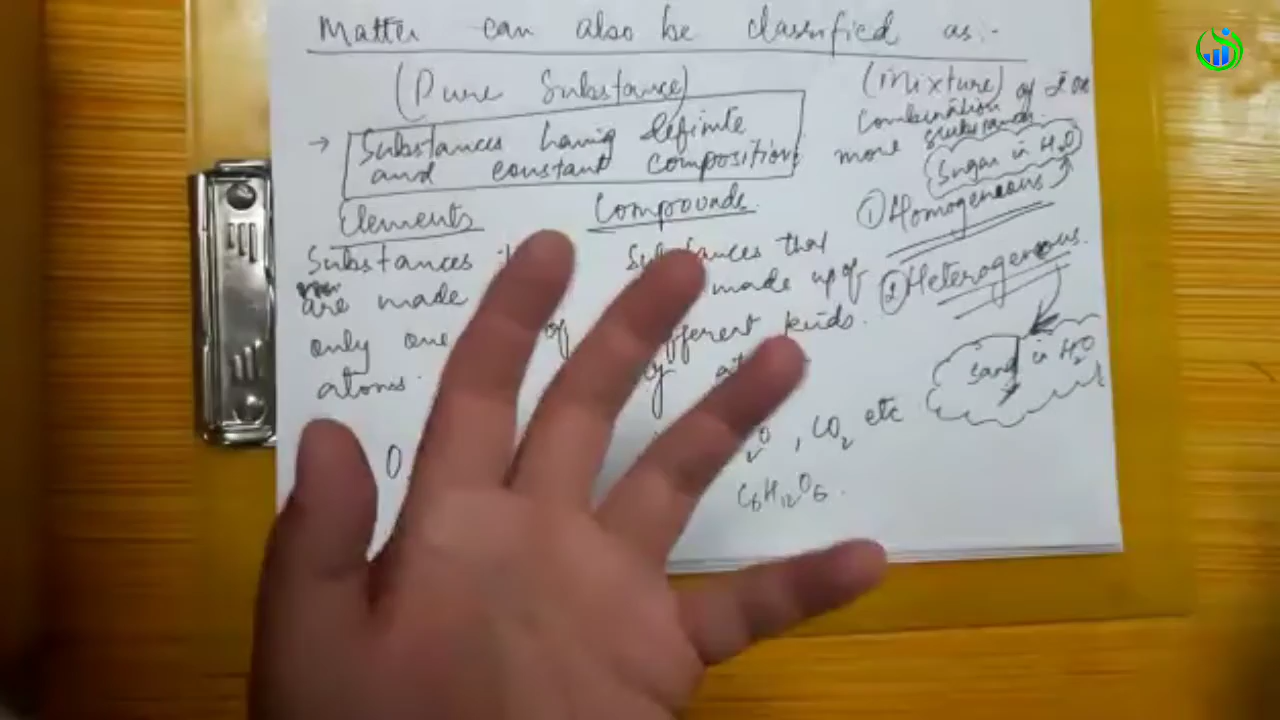 Matter can also be classified as:-
(Pure Substance)
→ Substances having definite
and constant composition
Elements
Substances
are made
only one of
atoms.
O
Compounds
Substances that
made up of
kinds.
, CO2 etc
C6H12O6.
(Mixture)
combination of 2 or
more substances.
Sugar in H2O
① Homogeneous
② Heterogeneous.
Sand in H2O